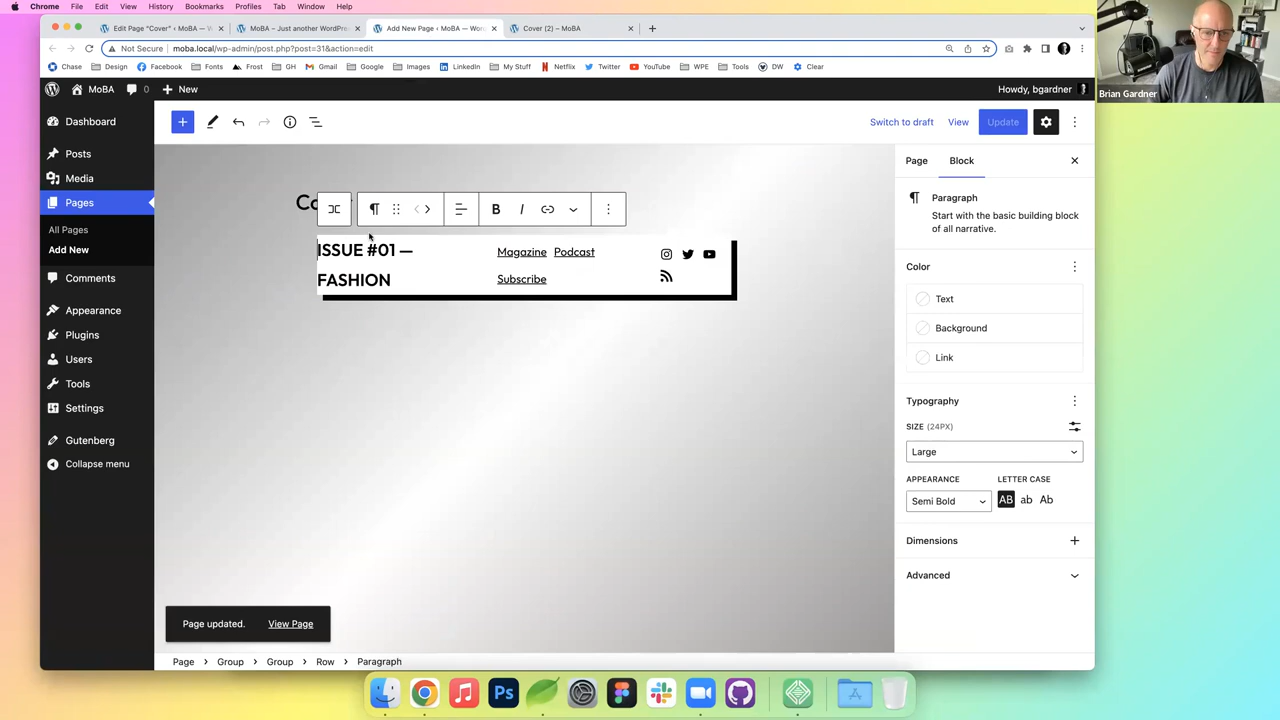 Chrome File Edit View History Bookmarks Profiles Tab Window Help
Edit Page "Cover" ‹ MoBA — W
MoBA – Just another WordPres
Add New Page ‹ MoBA — Wor
Cover (2) – MoBA
Not Secure moba.local/wp-admin/post.php?post=31&action=edit
Chase Design Facebook Fonts Frost GH Gmail Google Images LinkedIn My Stuff Netflix Twitter YouTube WPE Tools DW Clear
Brian Gardner
MoBA 0 New Howdy, bgardner
Dashboard
Posts
Media
Pages
All Pages
Add New
Comments
Appearance
Plugins
Users
Tools
Settings
Gutenberg
Collapse menu
Switch to draft View Update
Co
B I
ISSUE #01 —
FASHION
Magazine Podcast
Subscribe
Page Block
Paragraph
Start with the basic building block
of all narrative.
Color
Text
Background
Link
Typography
SIZE (24PX)
Large
APPEARANCE LETTER CASE
Semi Bold AB ab Ab
Dimensions
Advanced
Page updated. View Page
Page Group Group Row Paragraph
Ps